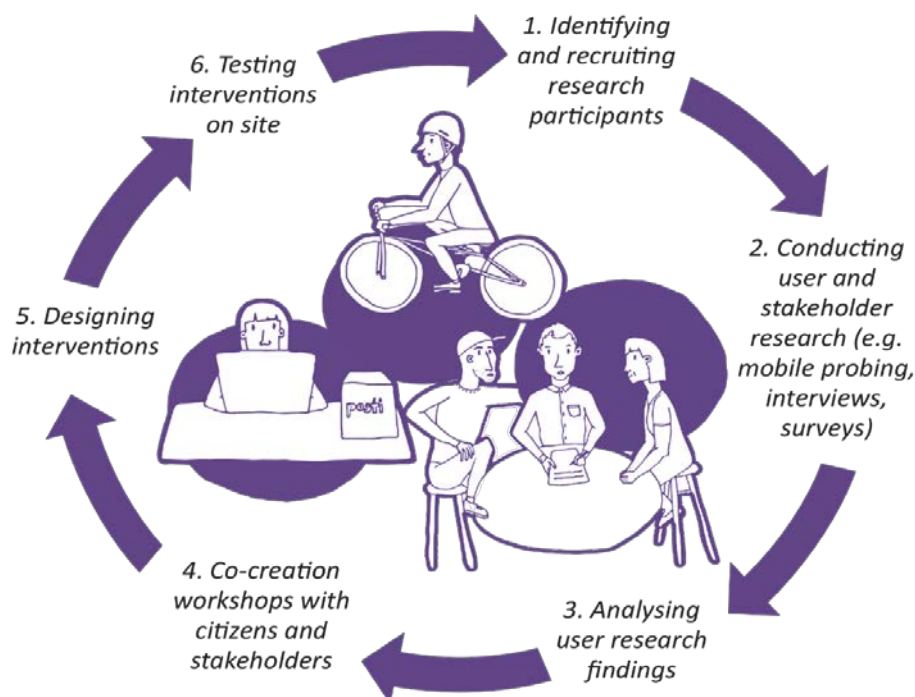 1. Identifying
and recruiting
research
participants
2. Conducting
user and
stakeholder
research (e.g.
mobile probing,
interviews,
surveys)
3. Analysing
user research
findings
4. Co-creation
workshops with
citizens and
stakeholders
5. Designing
interventions
6. Testing
interventions
on site
posti